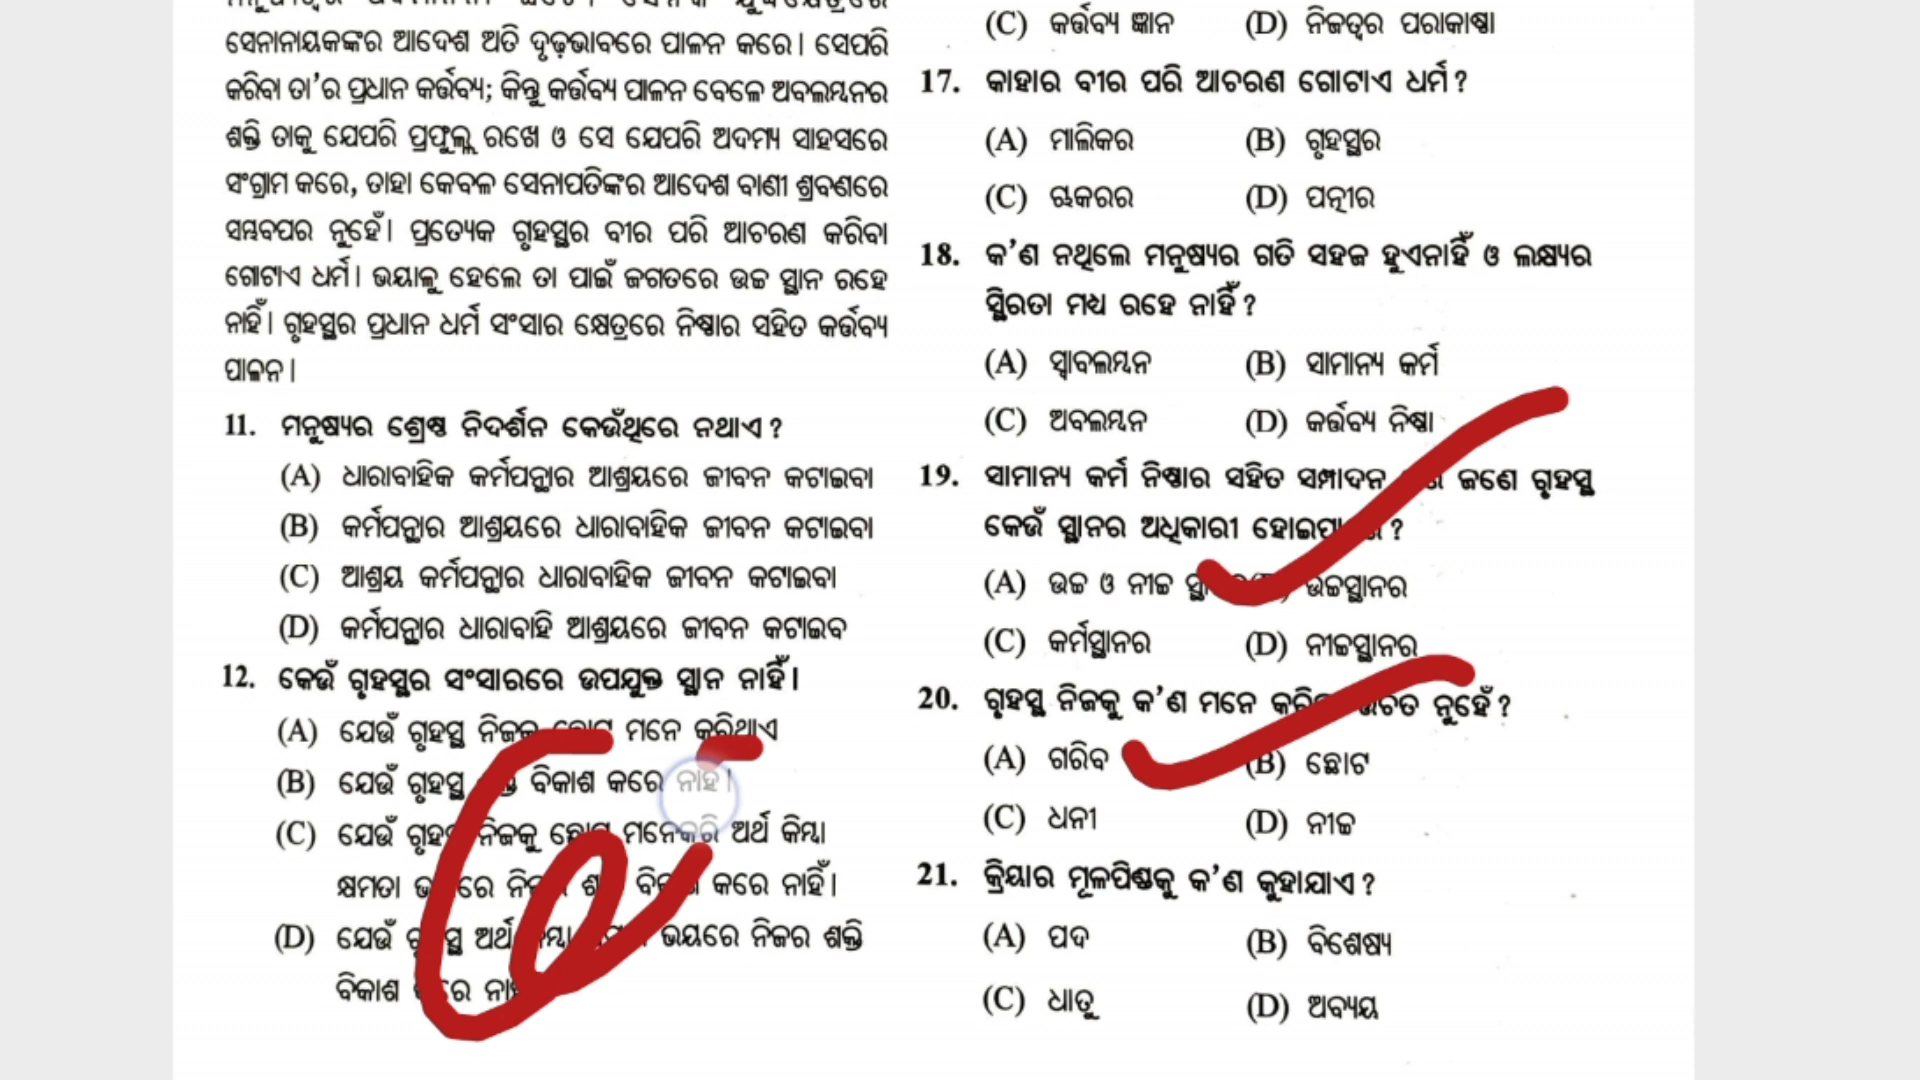 ସେନାନାୟକଙ୍କର ଆଦେଶ ଅତି ଦୃଢ଼ଭାବରେ ପାଳନ କରେ। ସେପରି
କରିବା ତା'ର ପ୍ରଧାନ କର୍ତ୍ତବ୍ୟ; କିନ୍ତୁ କର୍ତ୍ତବ୍ୟ ପାଳନ ବେଳେ ଅବଲମ୍ବନର
ଶକ୍ତି ତାକୁ ଯେପରି ପ୍ରଫୁଲ୍ଲ ରଖେ ଓ ସେ ଯେପରି ଅଦମ୍ୟ ସାହସରେ
ସଂଗ୍ରାମ କରେ, ତାହା କେବଳ ସେନାପତିଙ୍କର ଆଦେଶ ବାଣୀ ଶ୍ରବଣରେ
ସମ୍ଭବପର ନୁହେଁ। ପ୍ରତ୍ୟେକ ଗୃହସ୍ଥର ବୀର ପରି ଆଚରଣ କରିବା
ଗୋଟାଏ ଧର୍ମ। ଭୟାଳୁ ହେଲେ ତା ପାଇଁ ଜଗତରେ ଉଚ୍ଚ ସ୍ଥାନ ରହେ
ନାହିଁ। ଗୃହସ୍ଥର ପ୍ରଧାନ ଧର୍ମ ସଂସାର କ୍ଷେତ୍ରରେ ନିଷ୍ଠାର ସହିତ କର୍ତ୍ତବ୍ୟ
ପାଳନ।
11. ମନୁଷ୍ୟର ଶ୍ରେଷ୍ଠ ନିଦର୍ଶନ କେଉଁଥିରେ ନଥାଏ ?
(A) ଧାରାବାହିକ କର୍ମପନ୍ଥାର ଆଶ୍ରୟରେ ଜୀବନ କଟାଇବା
(B) କର୍ମପନ୍ଥାର ଆଶ୍ରୟରେ ଧାରାବାହିକ ଜୀବନ କଟାଇବା
(C) ଆଶ୍ରୟ କର୍ମପନ୍ଥାର ଧାରାବାହିକ ଜୀବନ କଟାଇବା
(D) କର୍ମପନ୍ଥାର ଧାରାବାହି ଆଶ୍ରୟରେ ଜୀବନ କଟାଇବ
12. କେଉଁ ଗୃହସ୍ଥର ସଂସାରରେ ଉପଯୁକ୍ତ ସ୍ଥାନ ନାହିଁ।
(A) ଯେଉଁ ଗୃହସ୍ଥ ନିଜକୁ ଛୋଟ ମନେ କରିଥାଏ
(B) ଯେଉଁ ଗୃହସ୍ଥ ବିକାଶ କରେ ନାହିଁ।
(C) ଯେଉଁ ନିଜକୁ ଛୋଟ ମନେକରି ଅର୍ଥ କିମ୍ବା
କ୍ଷମତା କରେ ନାହିଁ।
(D) ଯେଉଁ ଅର୍ଥ ଭୟରେ ନିଜର ଶକ୍ତି
ବିକାଶ
(C) କର୍ତ୍ତବ୍ୟ ଜ୍ଞାନ (D) ନିଜତ୍ୱର ପରାକାଷ୍ଠା
17. କାହାର ବୀର ପରି ଆଚରଣ ଗୋଟାଏ ଧର୍ମ ?
(A) ମାଲିକର (B) ଗୃହସ୍ଥର
(C) ଋକରର (D) ପତ୍ନୀର
18. କ'ଣ ନଥିଲେ ମନୁଷ୍ୟର ଗତି ସହଜ ହୁଏନାହିଁ ଓ ଲକ୍ଷ୍ୟର
ସ୍ଥିରତା ମଧ୍ୟ ରହେ ନାହିଁ ?
(A) ସ୍ୱାବଲମ୍ବନ (B) ସାମାନ୍ୟ କର୍ମ
(C) ଅବଲମ୍ବନ (D) କର୍ତ୍ତବ୍ୟ ନିଷ୍ଠା
19. ସାମାନ୍ୟ କର୍ମ ନିଷ୍ଠାର ସହିତ ସମ୍ପାଦନ ଜଣେ ଗୃହସ୍ଥ
କେଉଁ ସ୍ଥାନର ଅଧିକାରୀ ?
(A) ଉଚ୍ଚ ଓ ନୀଚ୍ଚ ଉଚ୍ଚସ୍ଥାନର
(C) କର୍ମସ୍ଥାନର (D) ନୀଚ୍ଚସ୍ଥାନର
20. ଗୃହସ୍ଥ ନିଜକୁ କ'ଣ ମନେ ନୁହେଁ ?
(A) ଗରିବ (B) ଛୋଟ
(C) ଧନୀ (D) ନୀଚ୍ଚ
21. କ୍ରିୟାର ମୂଳପିଣ୍ଡକୁ କ'ଣ କୁହାଯାଏ ?
(A) ପଦ (B) ବିଶେଷ୍ୟ
(C) ଧାତୁ (D) ଅବ୍ୟୟ